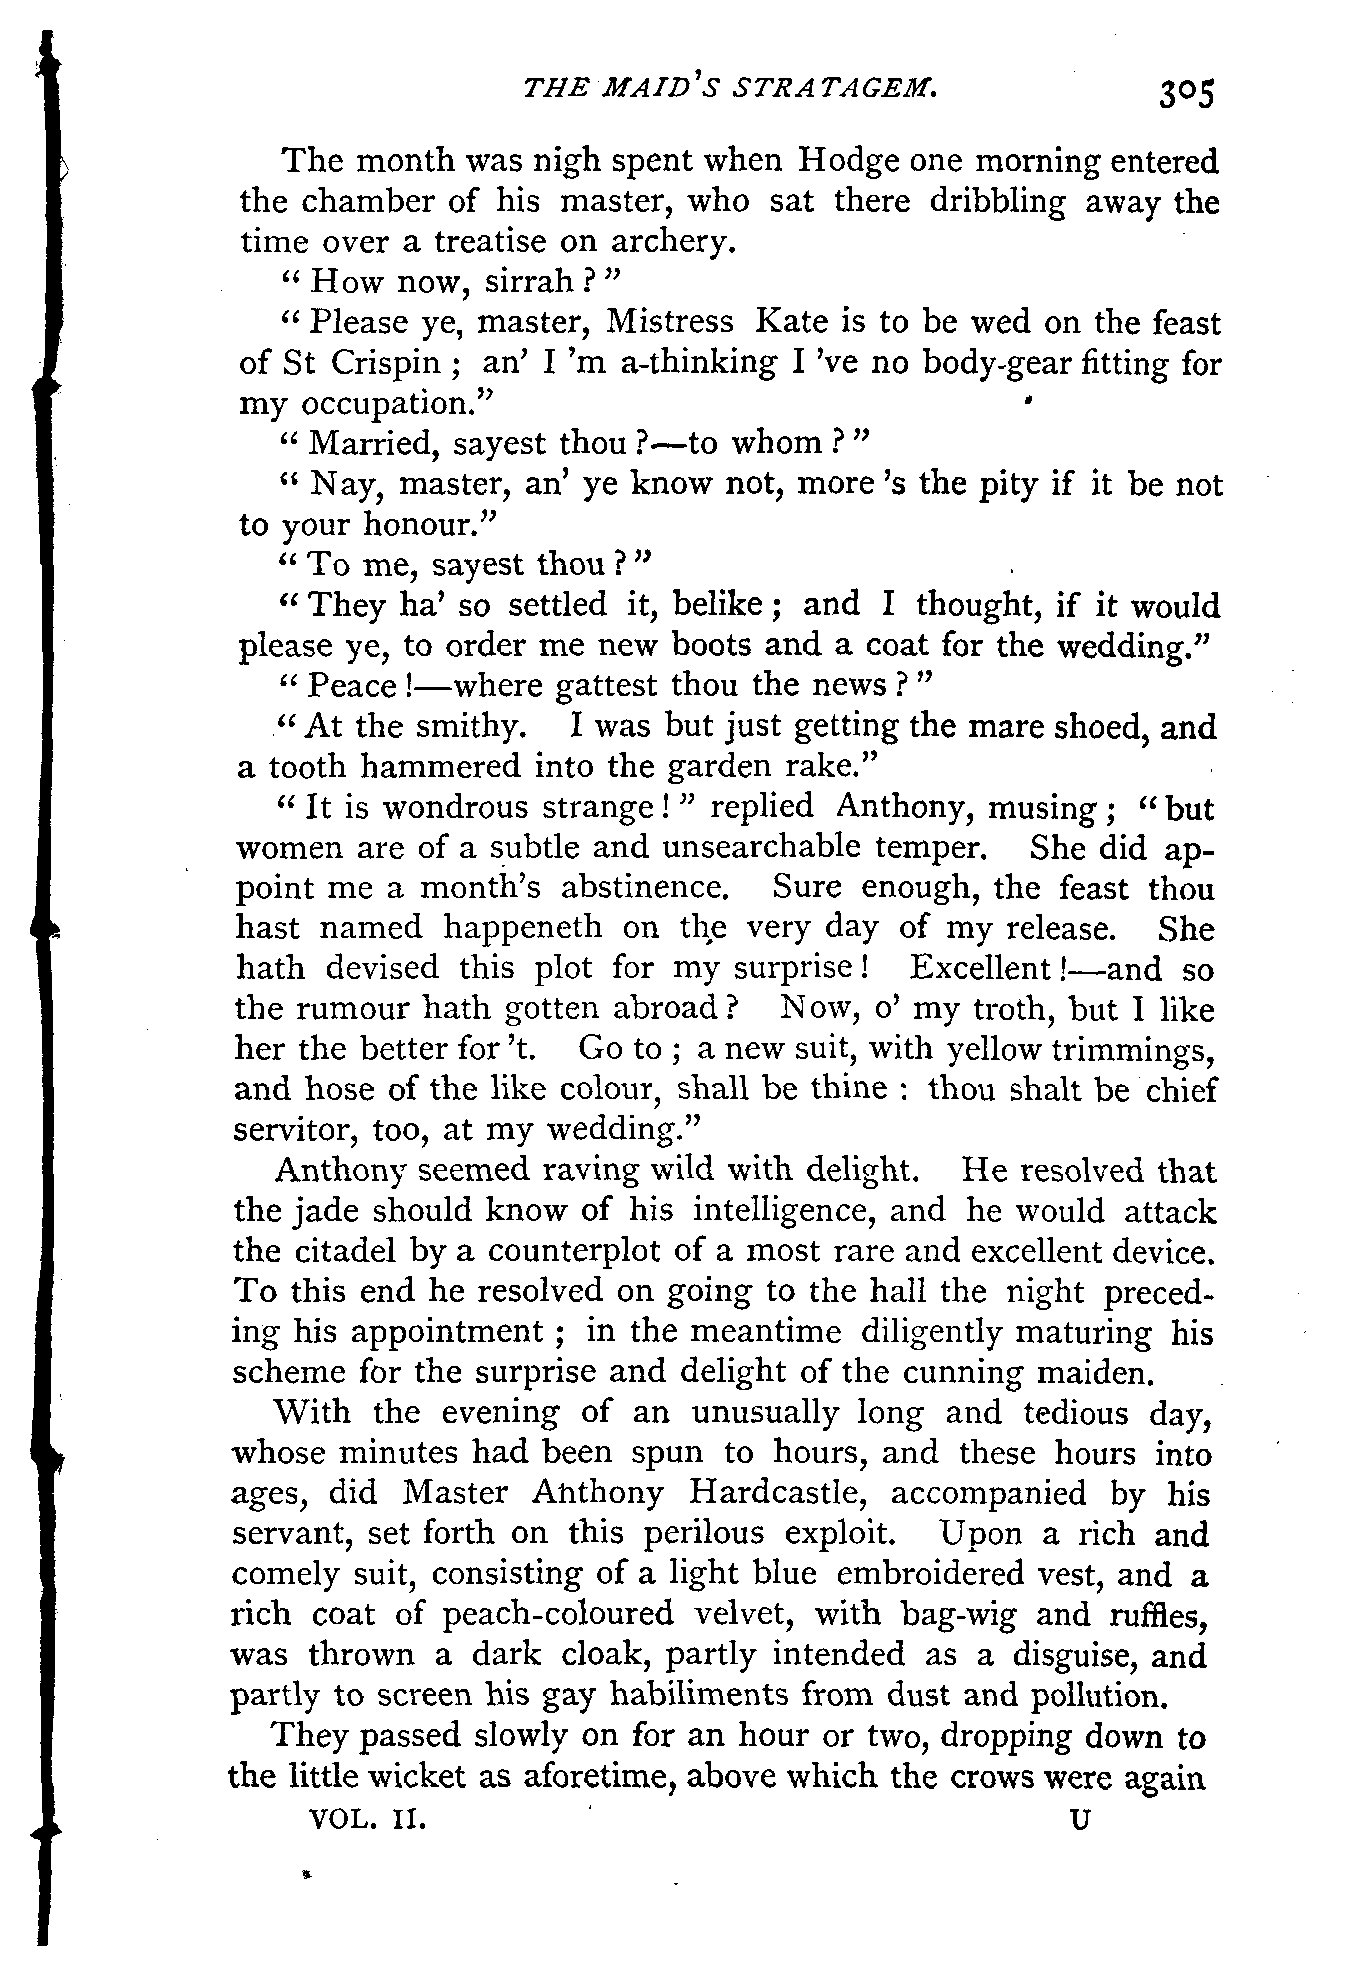 THE MAID'S STRATAGEM. 305
The month was nigh spent when Hodge one morning entered
the chamber of his master, who sat there dribbling away the
time over a treatise on archery.
“ How now, sirrah ? ”
“ Please ye, master, Mistress Kate is to be wed on the feast
of St Crispin ; an’ I ’m a-thinking I ’ve no body-gear fitting for
my occupation.”
“ Married, sayest thou ?—to whom ? ”
“ Nay, master, an’ ye know not, more ’s the pity if it be not
to your honour.”
“ To me, sayest thou ? ”
“ They ha’ so settled it, belike ; and I thought, if it would
please ye, to order me new boots and a coat for the wedding.”
“ Peace !—where gattest thou the news ? ”
“ At the smithy. I was but just getting the mare shoed, and
a tooth hammered into the garden rake.”
“ It is wondrous strange ! ” replied Anthony, musing ; “ but
women are of a subtle and unsearchable temper. She did ap-
point me a month’s abstinence. Sure enough, the feast thou
hast named happeneth on the very day of my release. She
hath devised this plot for my surprise ! Excellent !—and so
the rumour hath gotten abroad ? Now, o’ my troth, but I like
her the better for ’t. Go to ; a new suit, with yellow trimmings,
and hose of the like colour, shall be thine : thou shalt be chief
servitor, too, at my wedding.”
Anthony seemed raving wild with delight. He resolved that
the jade should know of his intelligence, and he would attack
the citadel by a counterplot of a most rare and excellent device.
To this end he resolved on going to the hall the night preced-
ing his appointment ; in the meantime diligently maturing his
scheme for the surprise and delight of the cunning maiden.
With the evening of an unusually long and tedious day,
whose minutes had been spun to hours, and these hours into
ages, did Master Anthony Hardcastle, accompanied by his
servant, set forth on this perilous exploit. Upon a rich and
comely suit, consisting of a light blue embroidered vest, and a
rich coat of peach-coloured velvet, with bag-wig and ruffles,
was thrown a dark cloak, partly intended as a disguise, and
partly to screen his gay habiliments from dust and pollution.
They passed slowly on for an hour or two, dropping down to
the little wicket as aforetime, above which the crows were again
VOL. II. U